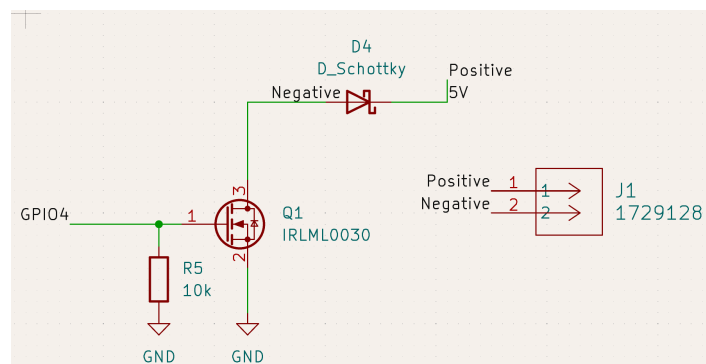 D4
D_Schottky
Negative
Positive
5V
3
GPIO4
1
Q1
IRLML0030
2
R5
10k
GND
GND
Positive
1
1
Negative
2
2
J1
1729128